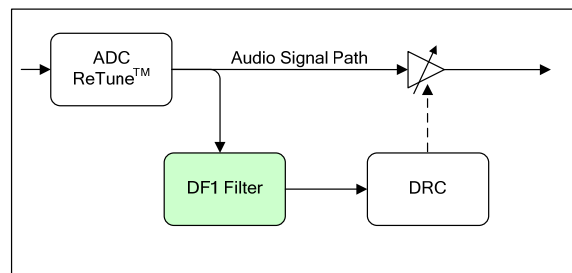 ADC
ReTune™
Audio Signal Path
DF1 Filter
DRC